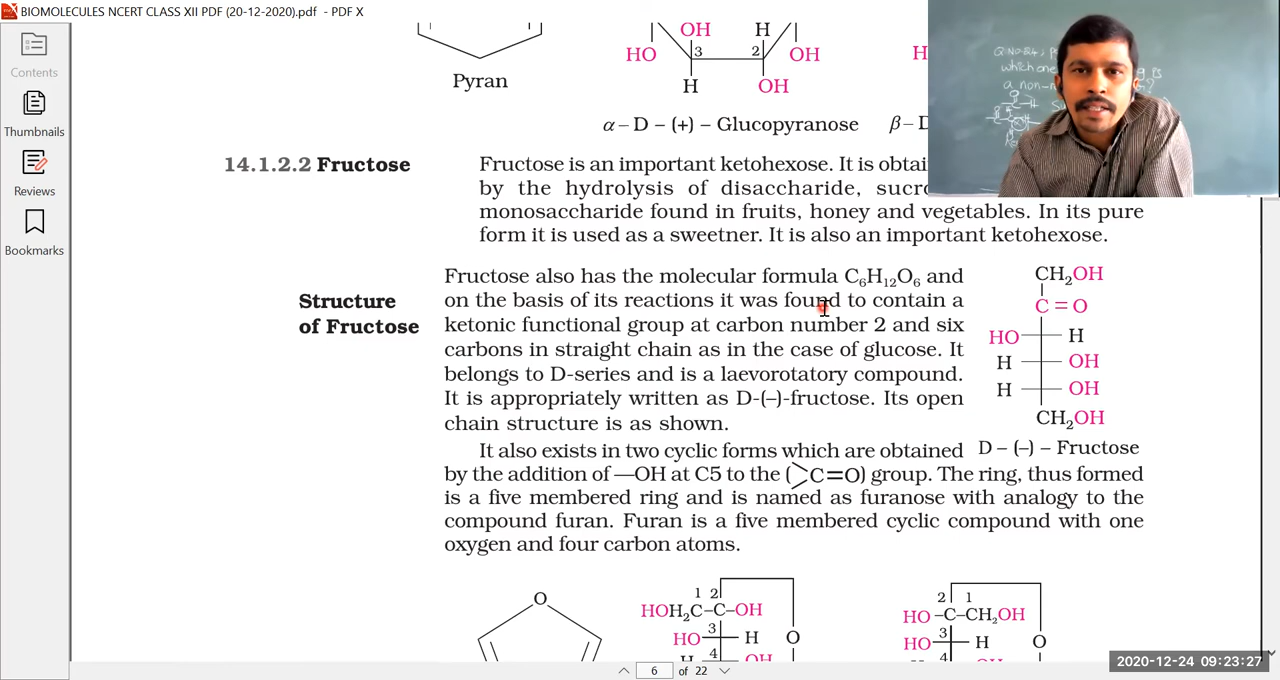 BIOMOLECULES NCERT CLASS XII PDF (20-12-2020).pdf - PDF X
Contents
Thumbnails
Reviews
Bookmarks
Pyran
OH H
HO 3 2 OH
H OH
H
α – D – (+) – Glucopyranose β – D
Q.No.24:
which one
a non-
14.1.2.2 Fructose
Fructose is an important ketohexose. It is
by the hydrolysis of disaccharide,
monosaccharide found in fruits, honey and vegetables. In its pure
form it is used as a sweetner. It is also an important ketohexose.
Structure
of Fructose
Fructose also has the molecular formula C₆H₁₂O₆ and
on the basis of its reactions it was found to contain a
ketonic functional group at carbon number 2 and six
carbons in straight chain as in the case of glucose. It
belongs to D-series and is a laevorotatory compound.
It is appropriately written as D-(–)-fructose. Its open
chain structure is as shown.
CH₂OH
C = O
HO H
H OH
H OH
CH₂OH
D – (–) – Fructose
It also exists in two cyclic forms which are obtained
by the addition of —OH at C5 to the (>C=O) group. The ring, thus formed
is a five membered ring and is named as furanose with analogy to the
compound furan. Furan is a five membered cyclic compound with one
oxygen and four carbon atoms.
O
1 2
HOH₂C–C–OH
3
HO H O
4
H OH
2 1
HO –C–CH₂OH
3
HO H O
4
6 of 22
2020-12-24 09:23:27